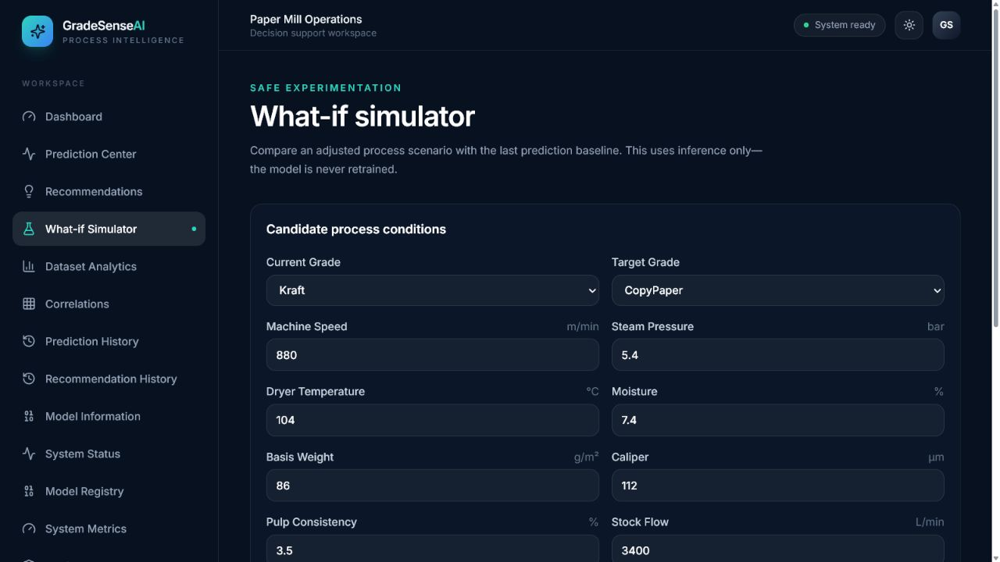 GradeSenseAI
PROCESS INTELLIGENCE
WORKSPACE
Dashboard
Prediction Center
Recommendations
What-if Simulator
Dataset Analytics
Correlations
Prediction History
Recommendation History
Model Information
System Status
Model Registry
System Metrics
Paper Mill Operations
Decision support workspace
System ready
GS
SAFE EXPERIMENTATION
What-if simulator
Compare an adjusted process scenario with the last prediction baseline. This uses inference only—
the model is never retrained.
Candidate process conditions
Current Grade
Kraft
Target Grade
CopyPaper
Machine Speed m/min
880
Steam Pressure bar
5.4
Dryer Temperature °C
104
Moisture %
7.4
Basis Weight g/m²
86
Caliper µm
112
Pulp Consistency %
3.5
Stock Flow L/min
3400